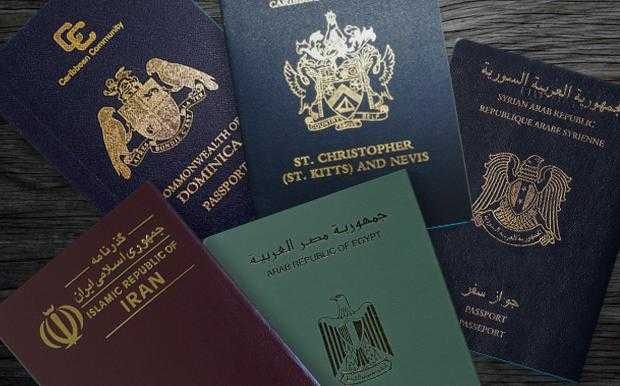 Caribbean Community
COMMONWEALTH OF
DOMINICA
PASSPORT
ST. CHRISTOPHER
(ST. KITTS) AND NEVIS
الجمهورية العربية السورية
SYRIAN ARAB REPUBLIC
RÉPUBLIQUE ARABE SYRIENNE
جواز سفر
PASSPORT
PASSEPORT
گذرنامه
جمهوری اسلامی ایران
ISLAMIC REPUBLIC OF
IRAN
جمهورية مصر العربية
ARAB REPUBLIC OF EGYPT